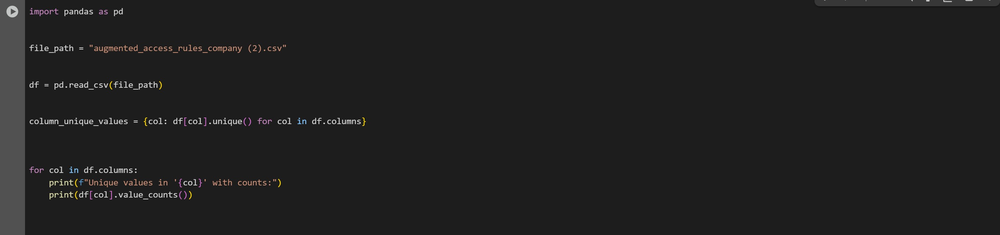 import pandas as pd
file_path = "augmented_access_rules_company (2).csv"
df = pd.read_csv(file_path)
column_unique_values = {col: df[col].unique() for col in df.columns}
for col in df.columns:
    print(f"Unique values in '{col}' with counts:")
    print(df[col].value_counts())